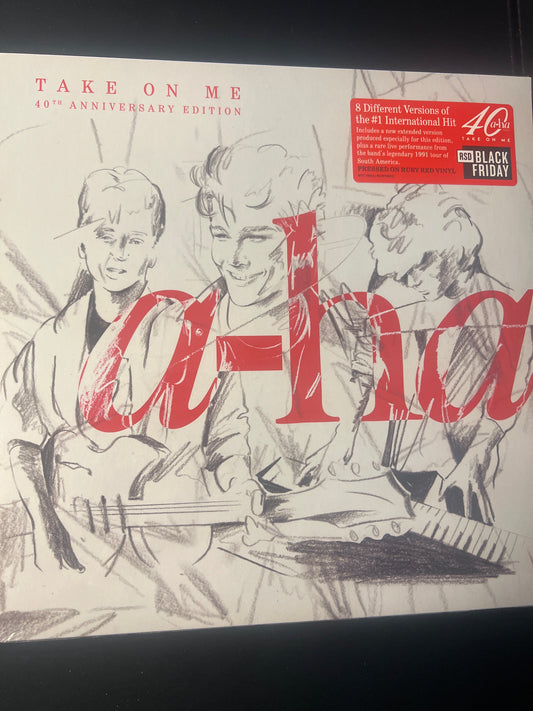 TAKE ON ME
40TH ANNIVERSARY EDITION
8 Different Versions of
the #1 International Hit
Includes a new extended version
produced especially for this edition,
plus a rare live performance from
the band's legendary 1991 tour of
South America.
PRESSED ON RUBY RED VINYL
40 a-ha
TAKE ON ME
RSD BLACK
FRIDAY
a-ha